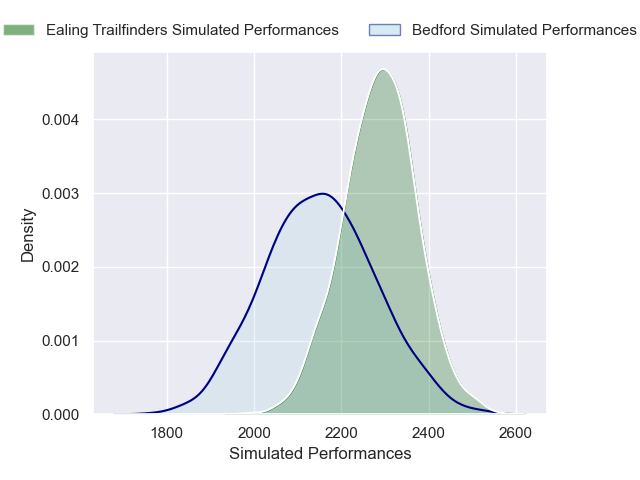 Ealing Trailfinders Simulated Performances Bedford Simulated Performances
0.004
0.003
0.002
0.001
0.000
Density
1800 2000 2200 2400 2600
Simulated Performances